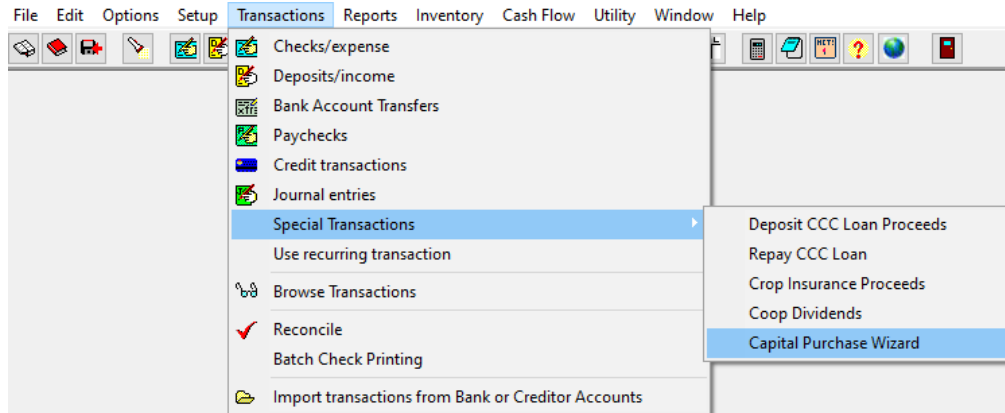 File Edit Options Setup Transactions Reports Inventory Cash Flow Utility Window Help
Checks/expense
Deposits/income
Bank Account Transfers
Paychecks
Credit transactions
Journal entries
Special Transactions
Use recurring transaction
Browse Transactions
Reconcile
Batch Check Printing
Import transactions from Bank or Creditor Accounts
Deposit CCC Loan Proceeds
Repay CCC Loan
Crop Insurance Proceeds
Coop Dividends
Capital Purchase Wizard